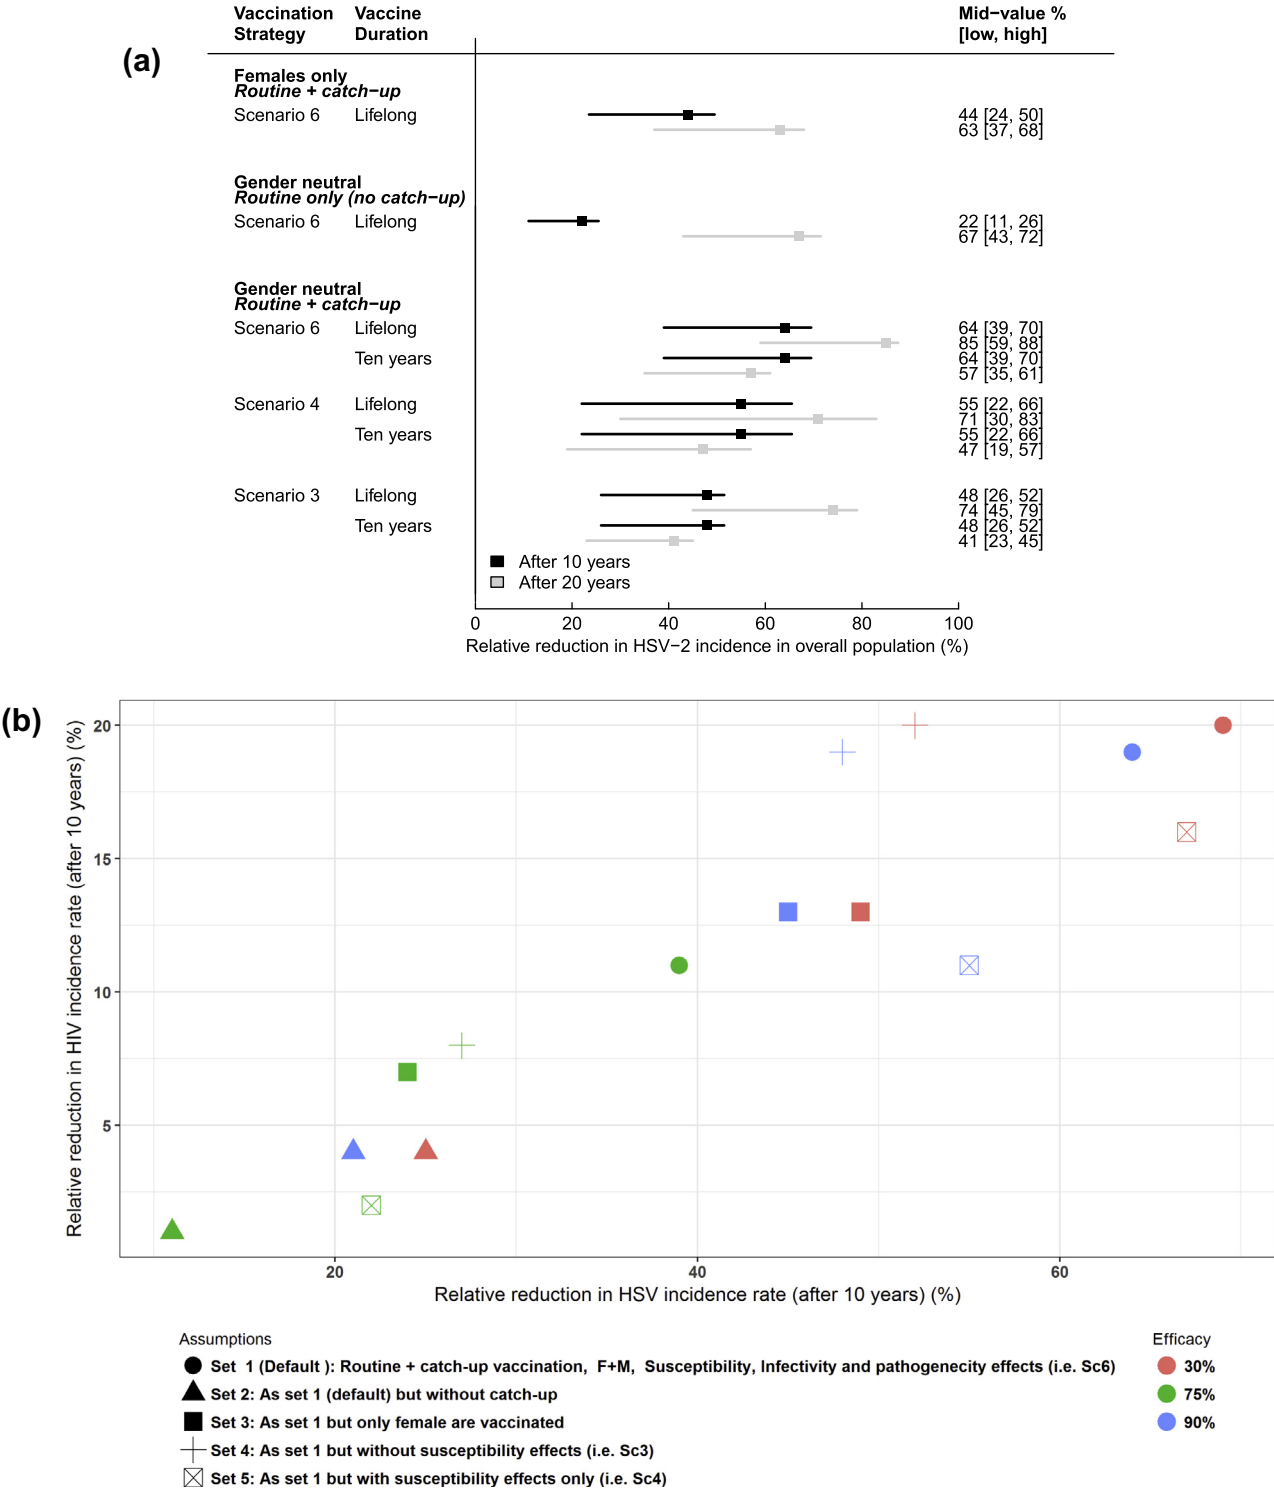 Vaccination Strategy Vaccine Duration Mid−value % [low, high]
(a)
Females only
Routine + catch−up
Scenario 6 Lifelong 44 [24, 50]
63 [37, 68]
Gender neutral
Routine only (no catch−up)
Scenario 6 Lifelong 22 [11, 26]
67 [43, 72]
Gender neutral
Routine + catch−up
Scenario 6 Lifelong 64 [39, 70]
85 [59, 88]
Ten years 64 [39, 70]
57 [35, 61]
Scenario 4 Lifelong 55 [22, 66]
71 [30, 83]
Ten years 55 [22, 66]
47 [19, 57]
Scenario 3 Lifelong 48 [26, 52]
74 [45, 79]
Ten years 48 [26, 52]
41 [23, 45]
After 10 years
After 20 years
0 20 40 60 80 100
Relative reduction in HSV−2 incidence in overall population (%)
(b)
Relative reduction in HIV incidence rate (after 10 years) (%)
20
15
10
5
20 40 60
Relative reduction in HSV incidence rate (after 10 years) (%)
Assumptions
Set 1 (Default ): Routine + catch-up vaccination, F+M, Susceptibility, Infectivity and pathogenecity effects (i.e. Sc6)
Set 2: As set 1 (default) but without catch-up
Set 3: As set 1 but only female are vaccinated
Set 4: As set 1 but without susceptibility effects (i.e. Sc3)
Set 5: As set 1 but with susceptibility effects only (i.e. Sc4)
Efficacy
30%
75%
90%